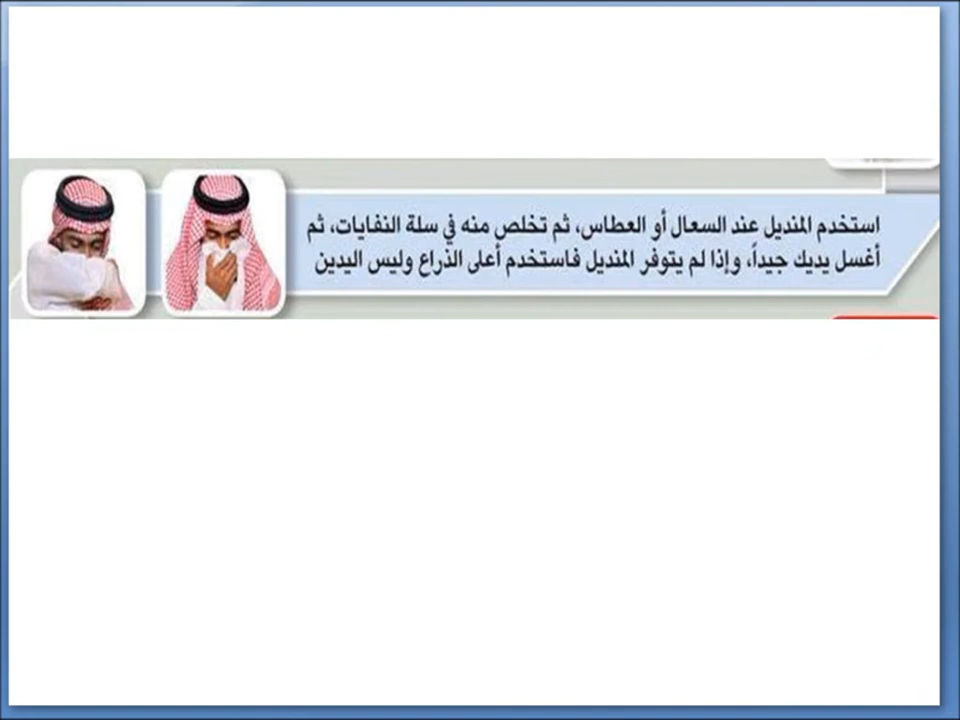 استخدم المنديل عند السعال أو العطاس، ثم تخلص منه في سلة النفايات، ثم
أغسل يديك جيداً، وإذا لم يتوفر المنديل فاستخدم أعلى الذراع وليس اليدين